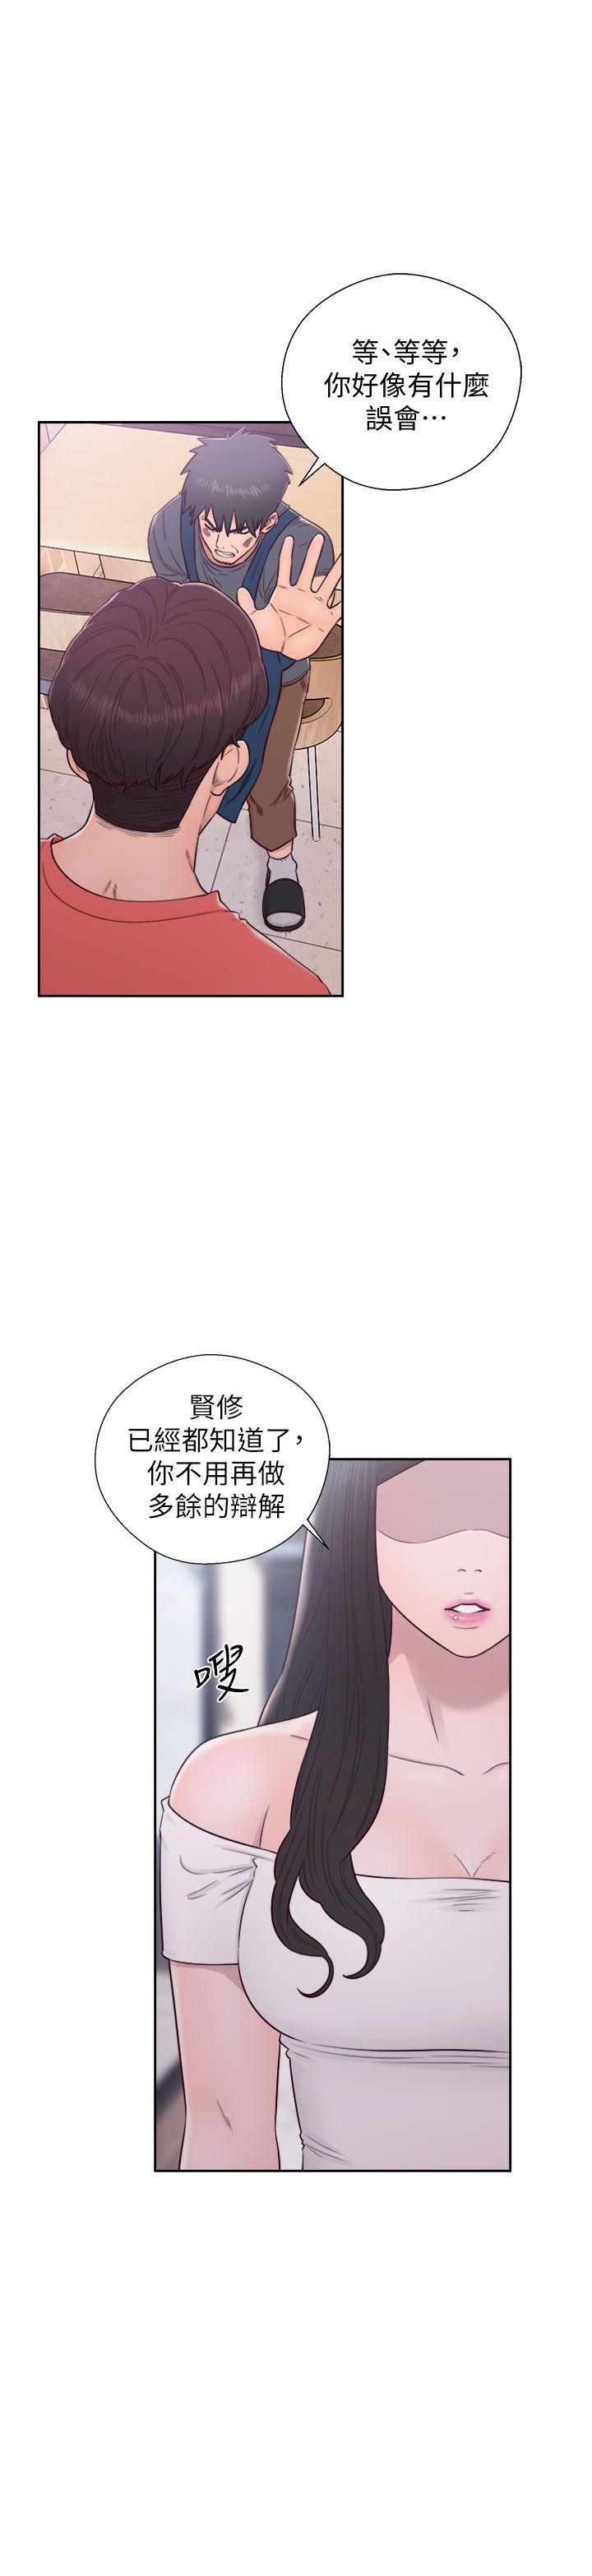 等、等等，
你好像有什麼
誤會…
賢修
已經都知道了，
你不用再做
多餘的辯解
嗖